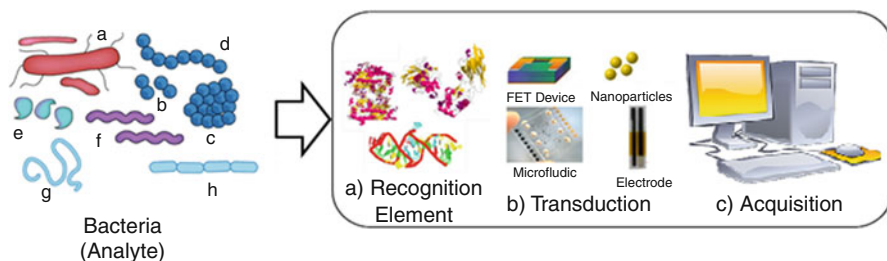 a
d
b
e
f
c
g
h
Bacteria
(Analyte)
FET Device
Nanoparticles
Microfludic
Electrode
a) Recognition
Element
b) Transduction
c) Acquisition